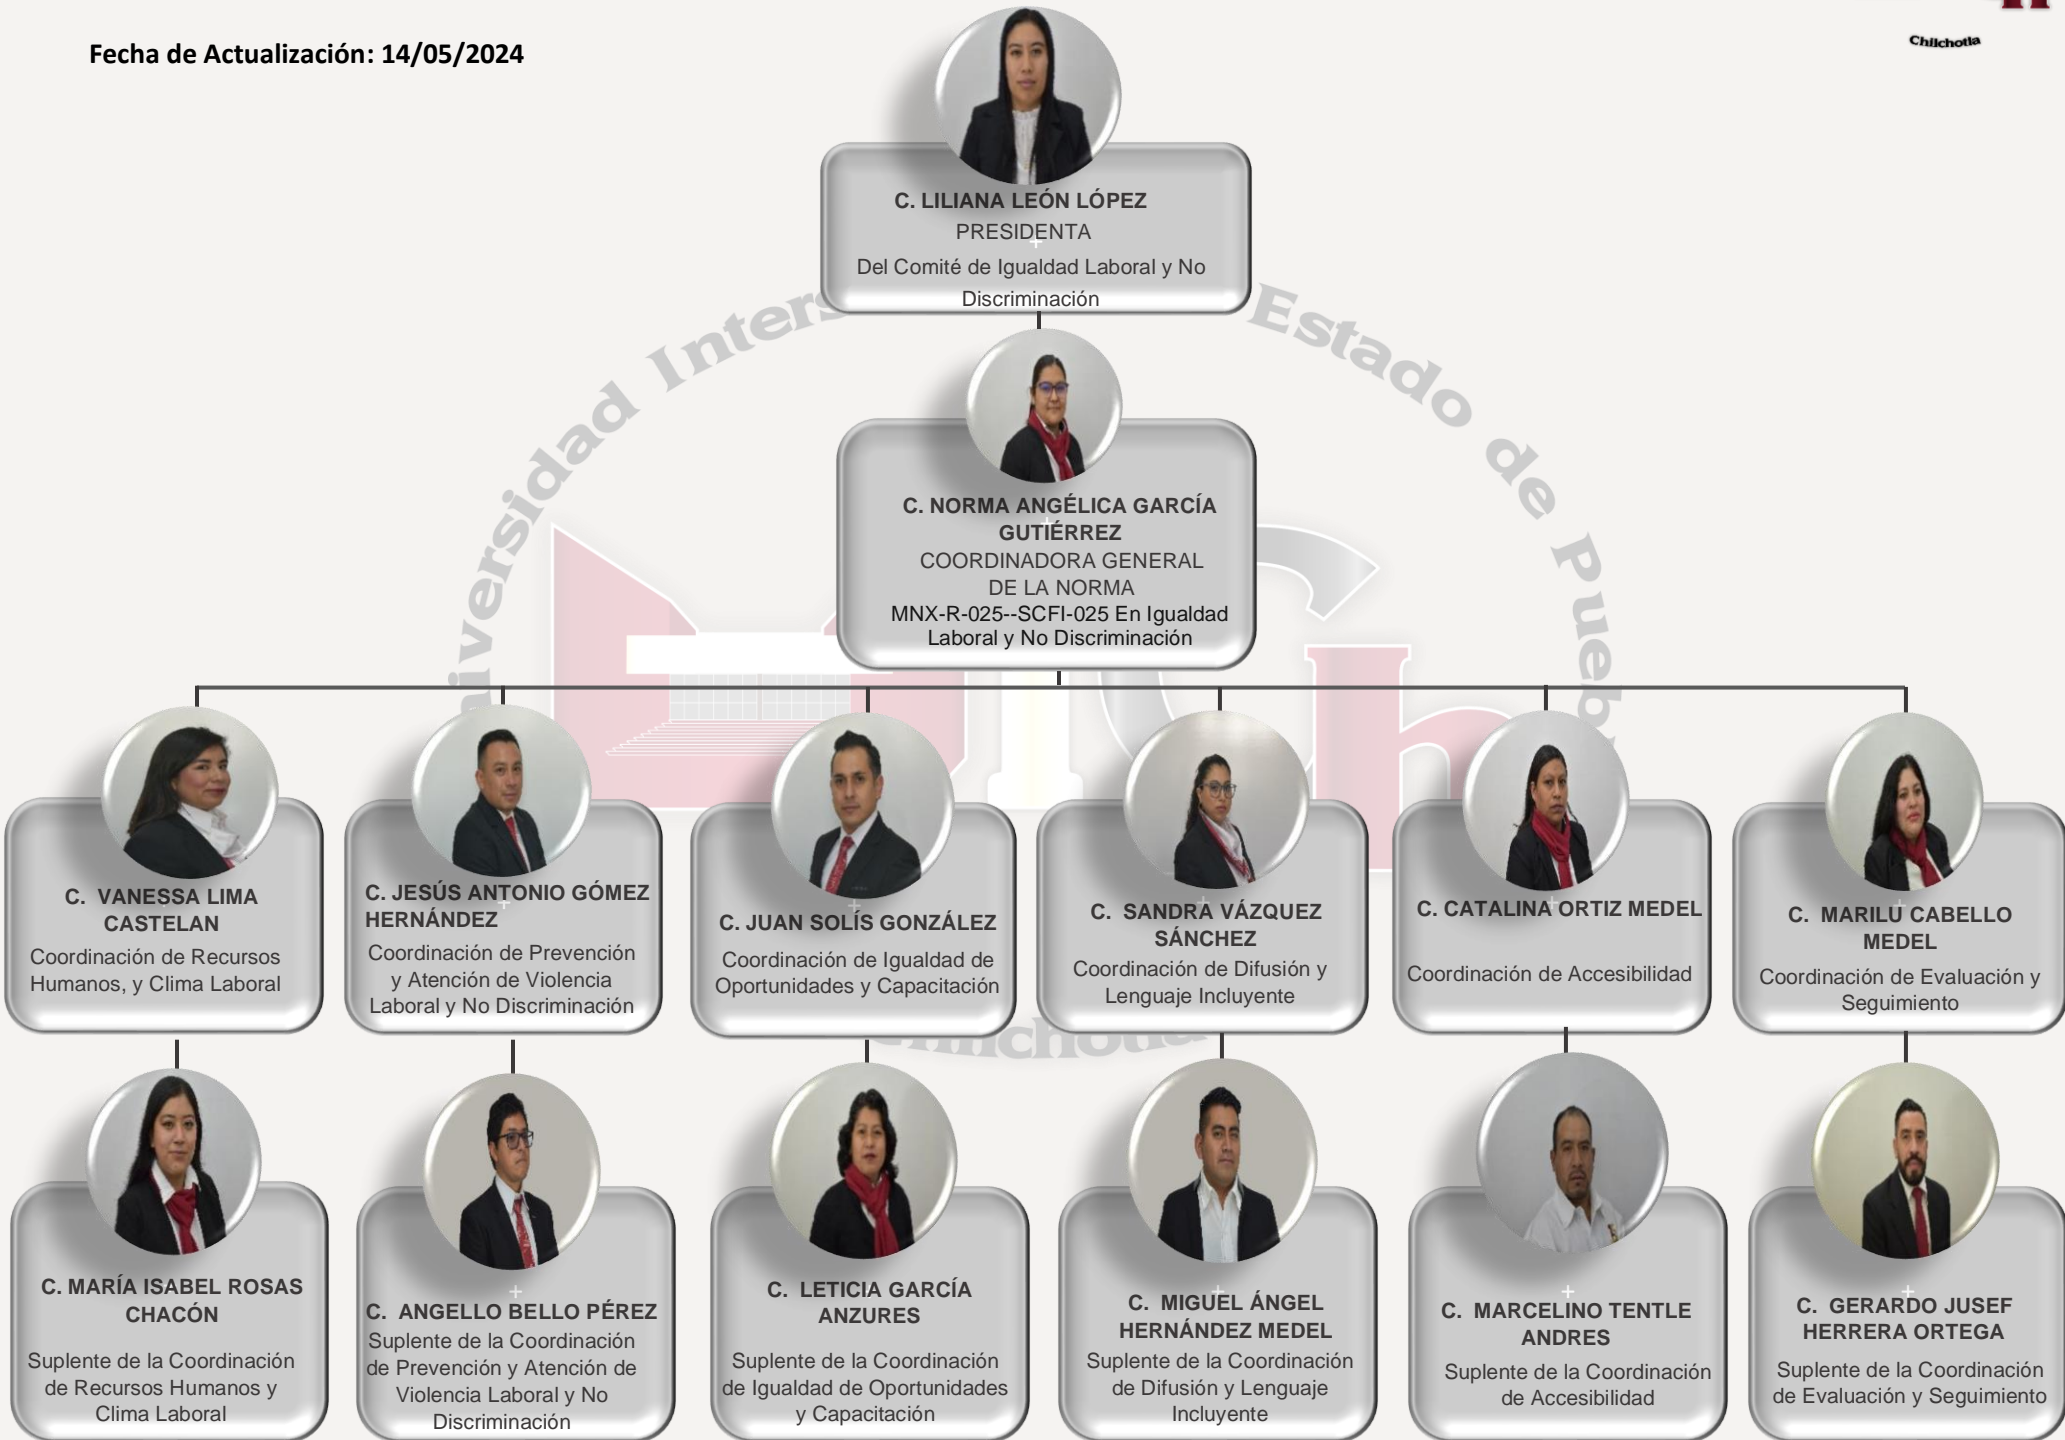 Fecha de Actualización: 14/05/2024
Chilchotla
C. LILIANA LEÓN LÓPEZ
PRESIDENTA
Del Comité de Igualdad Laboral y No
Discriminación
Estado de
C. NORMA ANGÉLICA GARCÍA
GUTIÉRREZ
COORDINADORA GENERAL
DE LA NORMA
MNX-R-025--SCFI-025 En Igualdad
Laboral y No Discriminación
C. VANESSA LIMA
CASTELAN
Coordinación de Recursos
Humanos, y Clima Laboral
C. JESÚS ANTONIO GÓMEZ
HERNÁNDEZ
Coordinación de Prevención
y Atención de Violencia
Laboral y No Discriminación
C. JUAN SOLÍS GONZÁLEZ
Coordinación de Igualdad de
Oportunidades y Capacitación
C. SANDRA VÁZQUEZ
SÁNCHEZ
Coordinación de Difusión y
Lenguaje Incluyente
C. CATALINA ORTIZ MEDEL
Coordinación de Accesibilidad
C. MARILU CABELLO
MEDEL
Coordinación de Evaluación y
Seguimiento
C. MARÍA ISABEL ROSAS
CHACÓN
Suplente de la Coordinación
de Recursos Humanos y
Clima Laboral
C. ANGELLO BELLO PÉREZ
Suplente de la Coordinación
de Prevención y Atención de
Violencia Laboral y No
Discriminación
C. LETICIA GARCÍA
ANZURES
Suplente de la Coordinación
de Igualdad de Oportunidades
y Capacitación
C. MIGUEL ÁNGEL
HERNÁNDEZ MEDEL
Suplente de la Coordinación
de Difusión y Lenguaje
Incluyente
C. MARCELINO TENTLE
ANDRES
Suplente de la Coordinación
de Accesibilidad
C. GERARDO JUSEF
HERRERA ORTEGA
Suplente de la Coordinación
de Evaluación y Seguimiento